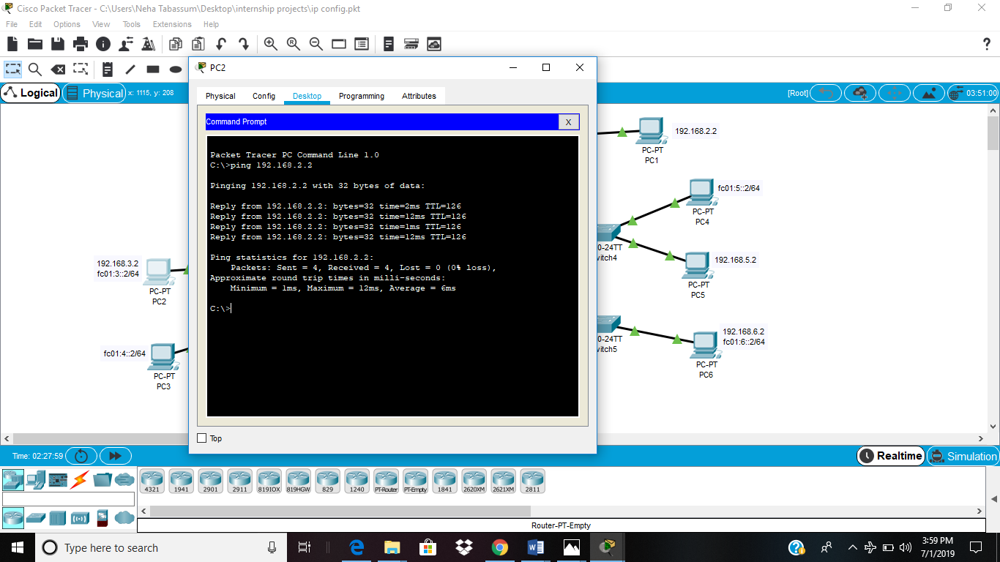 Cisco Packet Tracer - C:\Users\Neha Tabassum\Desktop\internship projects\ip config.pkt
File Edit Options View Tools Extensions Help
?
PC2
Logical
Physical
x: 1115, y: 208
[Root]
03:51:00
Physical Config Desktop Programming Attributes
Command Prompt
X
Packet Tracer PC Command Line 1.0
C:\>ping 192.168.2.2
Pinging 192.168.2.2 with 32 bytes of data:
Reply from 192.168.2.2: bytes=32 time=2ms TTL=126
Reply from 192.168.2.2: bytes=32 time=12ms TTL=126
Reply from 192.168.2.2: bytes=32 time=1ms TTL=126
Reply from 192.168.2.2: bytes=32 time=12ms TTL=126
Ping statistics for 192.168.2.2:
Packets: Sent = 4, Received = 4, Lost = 0 (0% loss),
Approximate round trip times in milli-seconds:
Minimum = 1ms, Maximum = 12ms, Average = 6ms
C:\>
Top
192.168.3.2
fc01:3::2/64
PC-PT
PC2
fc01:4::2/64
PC-PT
PC3
192.168.2.2
PC-PT
PC1
fc01:5::2/64
PC-PT
PC4
0-24TT
vitch4
192.168.5.2
PC-PT
PC5
0-24TT
vitch5
192.168.6.2
fc01:6::2/64
PC-PT
PC6
Time: 02:27:59
Realtime
Simulation
4321 1941 2901 2911 819IOX 819HGW 829 1240 PT-Router PT-Empty 1841 2620XM 2621XM 2811
Router-PT-Empty
Type here to search
3:59 PM
7/1/2019